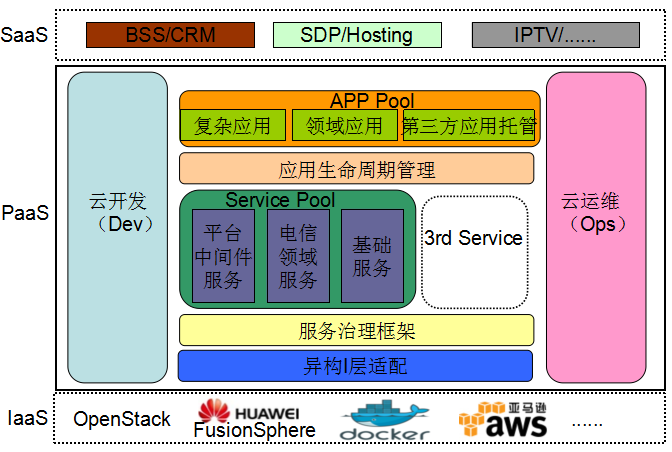 SaaS
BSS/CRM
SDP/Hosting
IPTV/......
PaaS
云开发
（Dev）
APP Pool
复杂应用
领域应用
第三方应用托管
应用生命周期管理
Service Pool
平台
中间件
服务
电信
领域
服务
基础
服务
3rd Service
服务治理框架
异构I层适配
云运维
（Ops）
IaaS
OpenStack
HUAWEI
FusionSphere
docker
亚马逊
aws
......